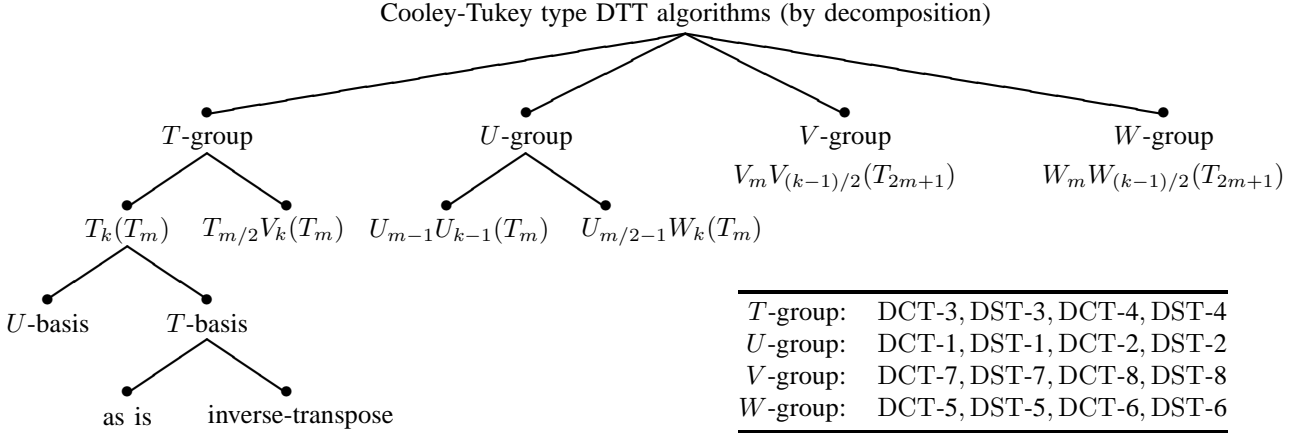 Cooley-Tukey type DTT algorithms (by decomposition)
T-group U-group V-group W-group
V_mV_{(k−1)/2}(T_{2m+1}) W_mW_{(k−1)/2}(T_{2m+1})
T_k(T_m) T_{m/2}V_k(T_m) U_{m−1}U_{k−1}(T_m) U_{m/2−1}W_k(T_m)
U-basis T-basis
as is inverse-transpose
T-group: DCT-3, DST-3, DCT-4, DST-4
U-group: DCT-1, DST-1, DCT-2, DST-2
V-group: DCT-7, DST-7, DCT-8, DST-8
W-group: DCT-5, DST-5, DCT-6, DST-6